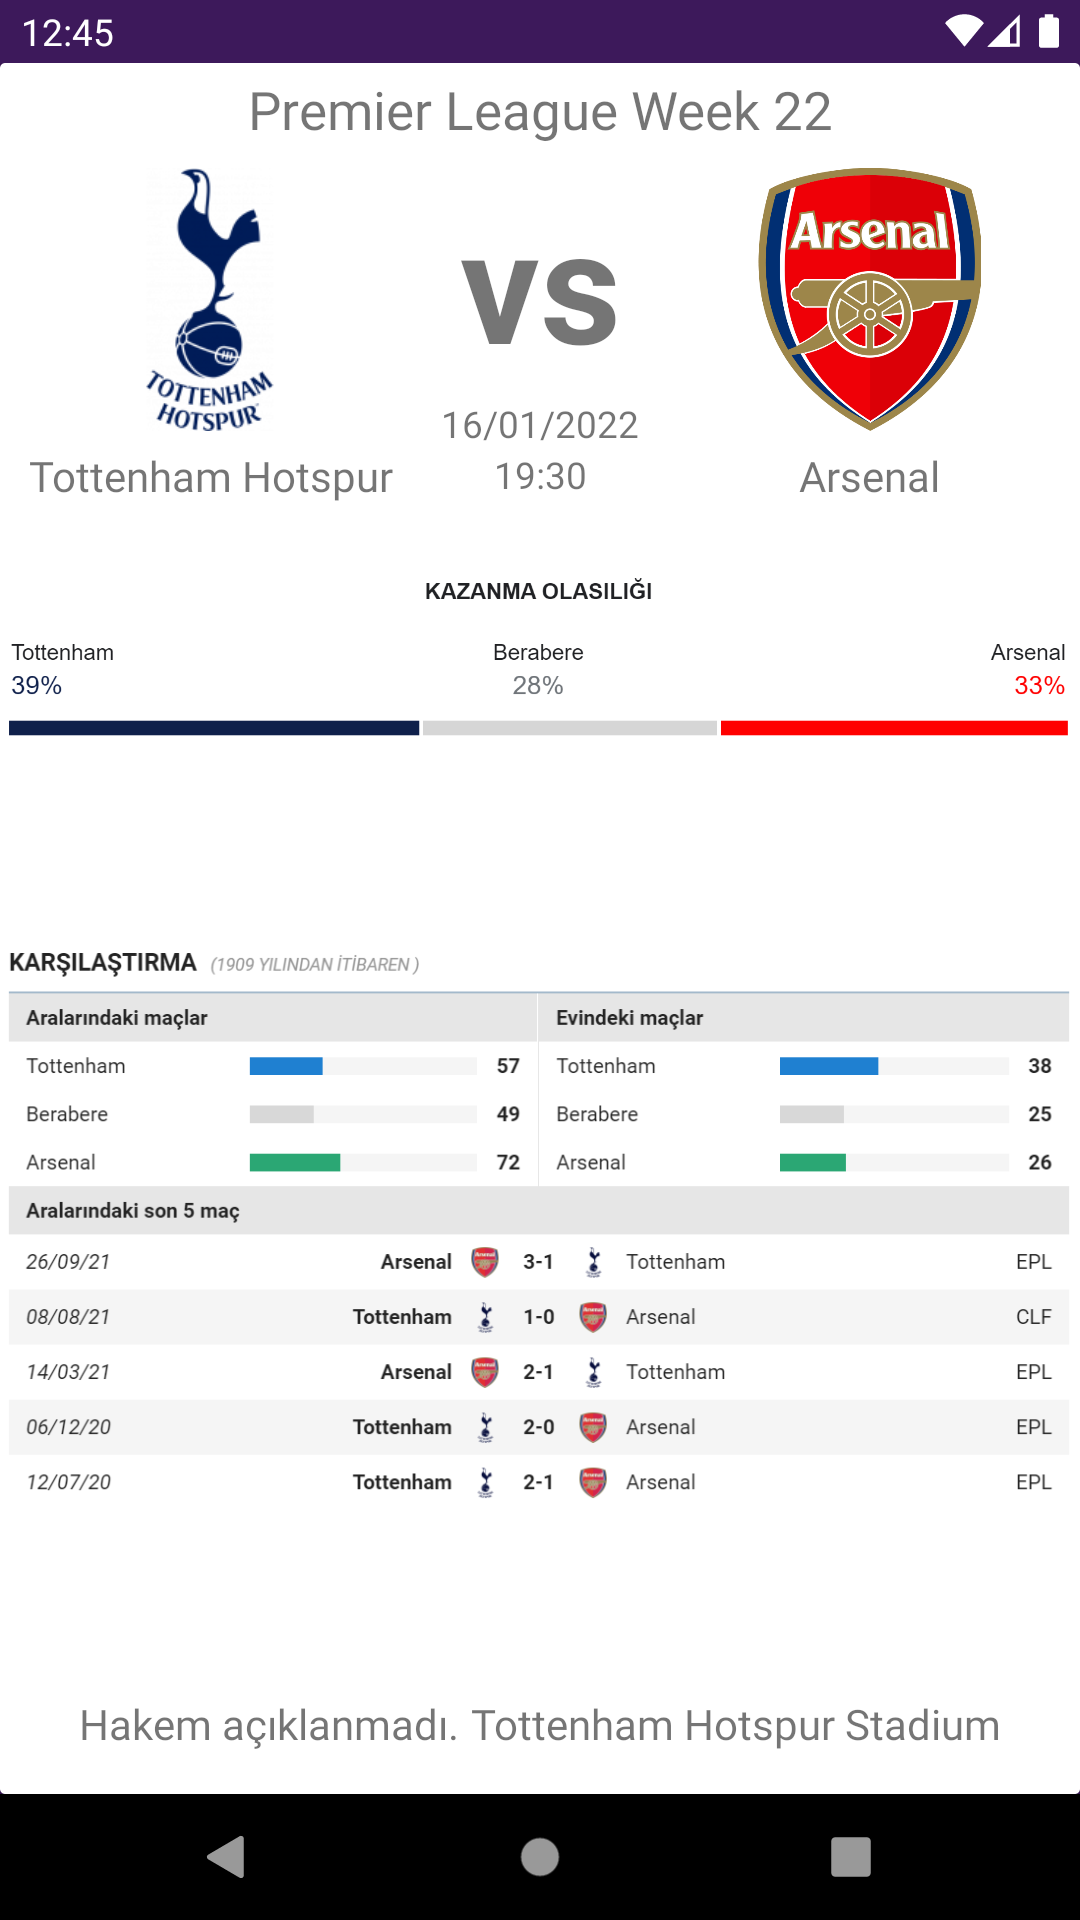 12:45
Premier League Week 22
TOTTENHAM
HOTSPUR
VS
Arsenal
16/01/2022
Tottenham Hotspur 19:30 Arsenal
KAZANMA OLASILIĞI
Tottenham Berabere Arsenal
39% 28% 33%
KARŞILAŞTIRMA (1909 YILINDAN İTİBAREN )
Aralarındaki maçlar Evindeki maçlar
Tottenham 57 Tottenham 38
Berabere 49 Berabere 25
Arsenal 72 Arsenal 26
Aralarındaki son 5 maç
26/09/21 Arsenal 3-1 Tottenham EPL
08/08/21 Tottenham 1-0 Arsenal CLF
14/03/21 Arsenal 2-1 Tottenham EPL
06/12/20 Tottenham 2-0 Arsenal EPL
12/07/20 Tottenham 2-1 Arsenal EPL
Hakem açıklanmadı. Tottenham Hotspur Stadium